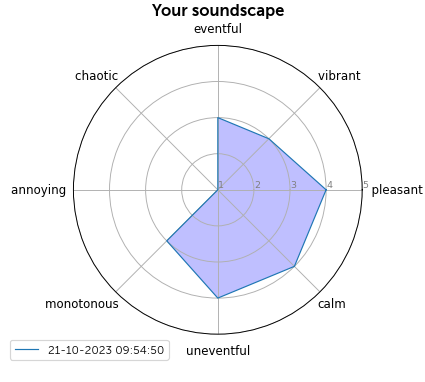 Your soundscape
eventful
chaotic
vibrant
annoying
1
2
3
4
5
pleasant
monotonous
calm
21-10-2023 09:54:50
uneventful